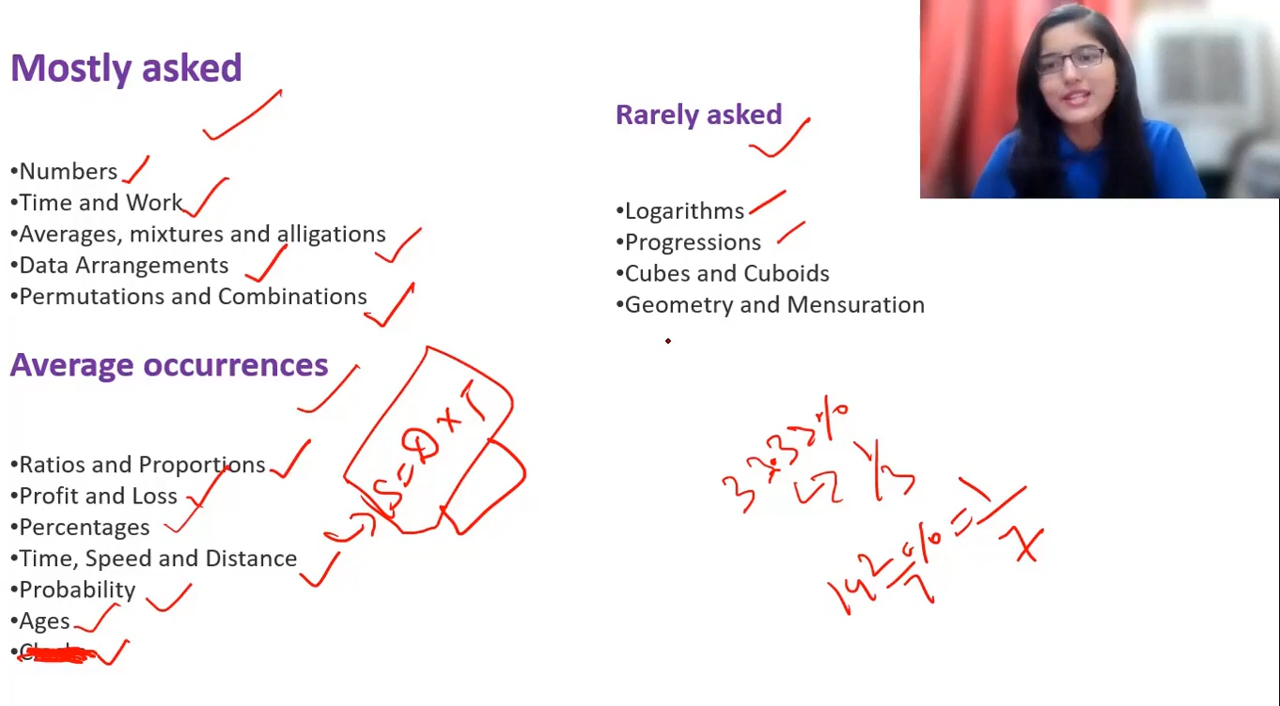 Mostly asked
•Numbers
•Time and Work
•Averages, mixtures and alligations
•Data Arrangements
•Permutations and Combinations
Average occurrences
•Ratios and Proportions
•Profit and Loss
•Percentages
•Time, Speed and Distance
•Probability
•Ages
Rarely asked
•Logarithms
•Progressions
•Cubes and Cuboids
•Geometry and Mensuration
S = D × T
1/3
14 2/7 % = 1/7